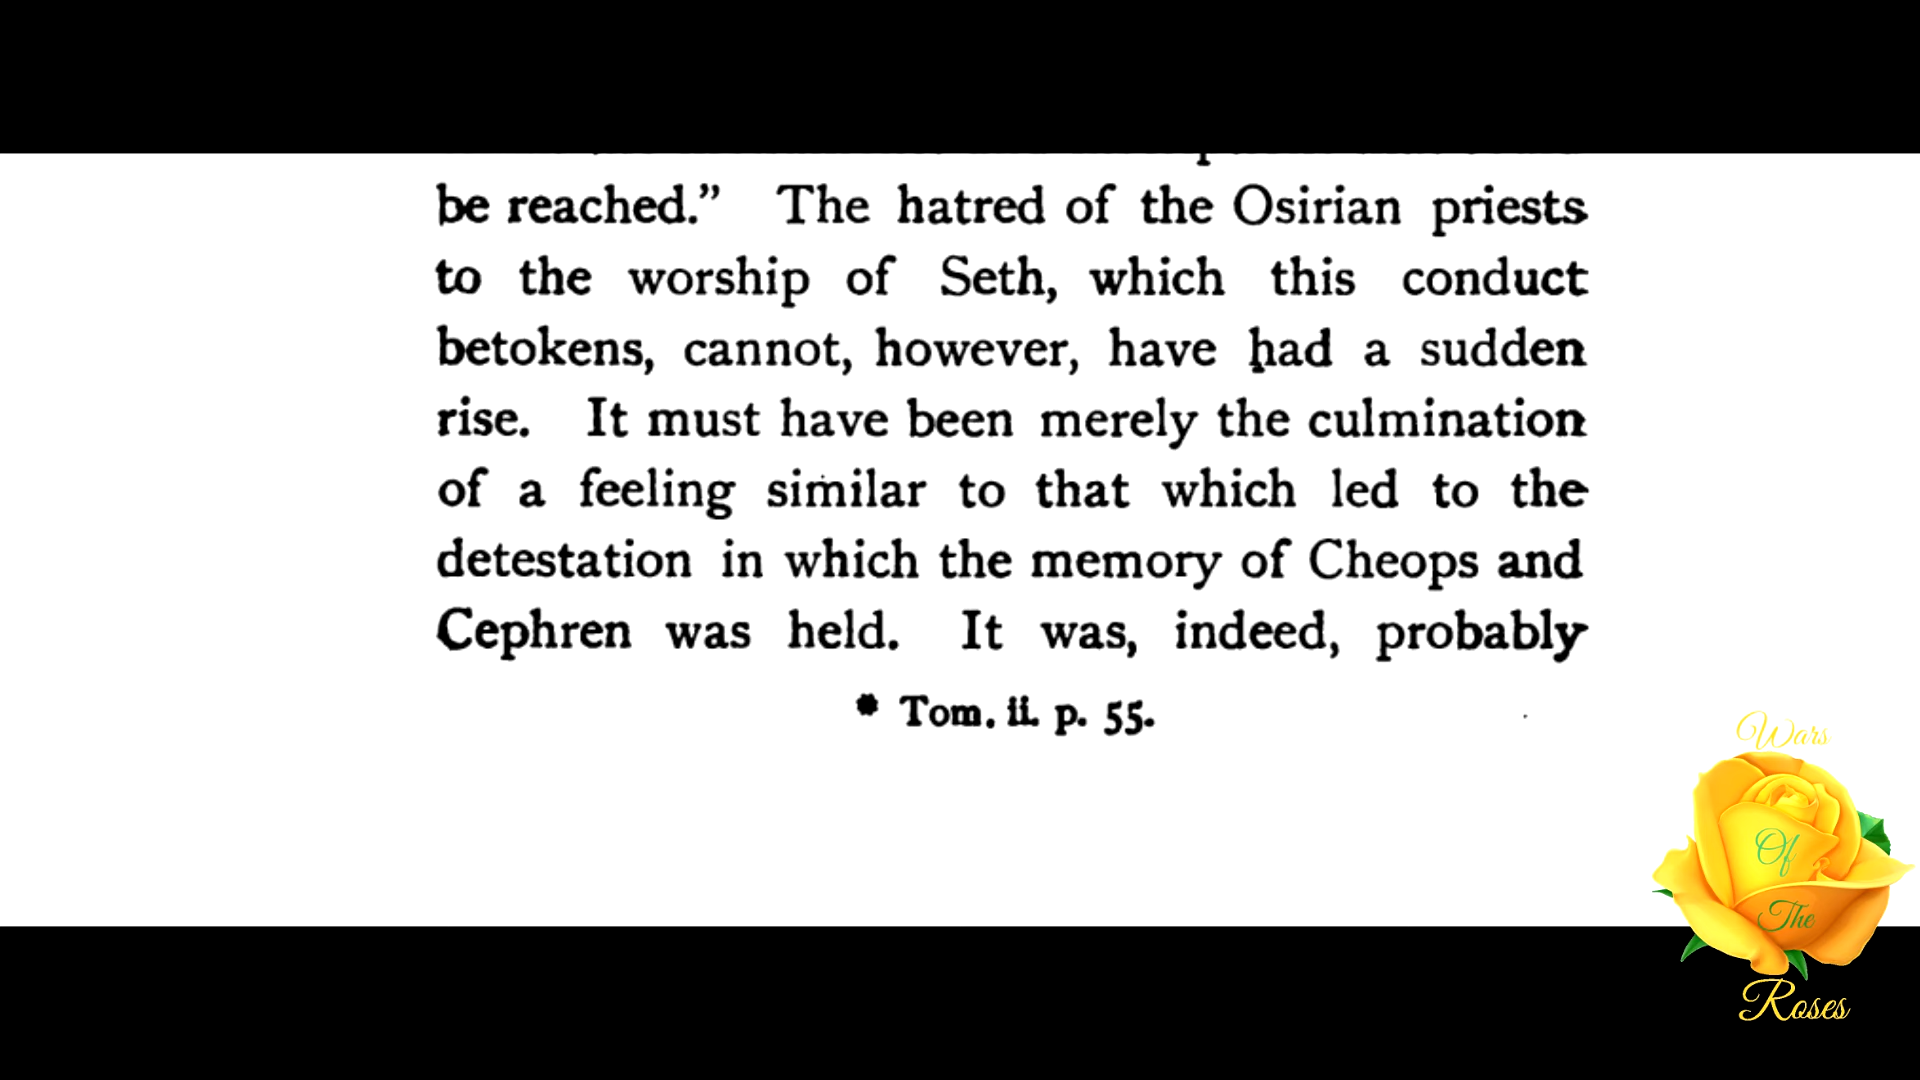 be reached.” The hatred of the Osirian priests
to the worship of Seth, which this conduct
betokens, cannot, however, have had a sudden
rise. It must have been merely the culmination
of a feeling similar to that which led to the
detestation in which the memory of Cheops and
Cephren was held. It was, indeed, probably
* Tom. ii. p. 55.
Wars
Of
The
Roses